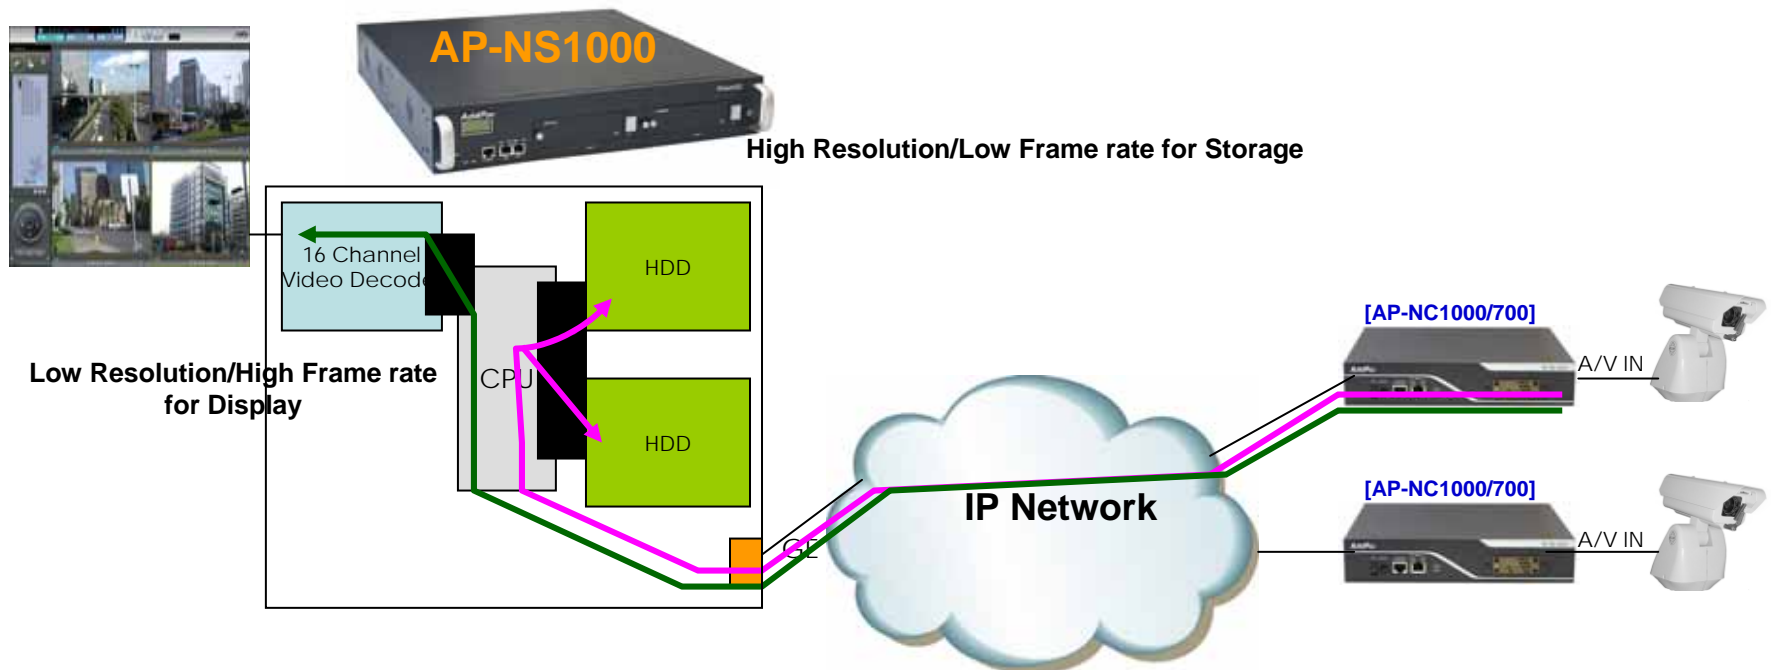 AP-NS1000
High Resolution/Low Frame rate for Storage
16 Channel
Video Decode
HDD
[AP-NC1000/700]
A/V IN
Low Resolution/High Frame rate
for Display
CPU
HDD
IP Network
[AP-NC1000/700]
GE
A/V IN